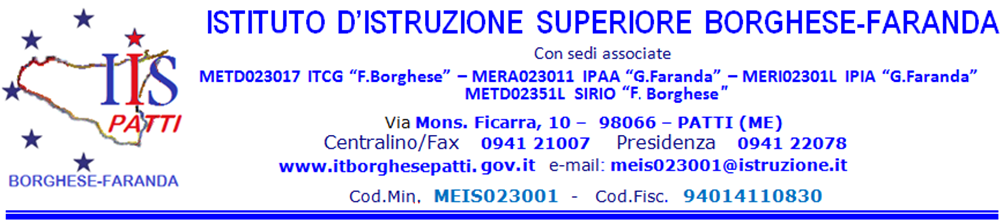 ISTITUTO D'ISTRUZIONE SUPERIORE BORGHESE-FARANDA
Con sedi associate
METD023017 ITCG “F.Borghese” – MERA023011 IPAA “G.Faranda” – MERI02301L IPIA “G.Faranda”
METD02351L SIRIO “F. Borghese”
Via Mons. Ficarra, 10 – 98066 – PATTI (ME)
Centralino/Fax 0941 21007 Presidenza 0941 22078
www.itborghesepatti.gov.it e-mail: meis023001@istruzione.it
Cod.Min. MEIS023001 - Cod.Fisc. 94014110830
IIS
PATTI
BORGHESE-FARANDA